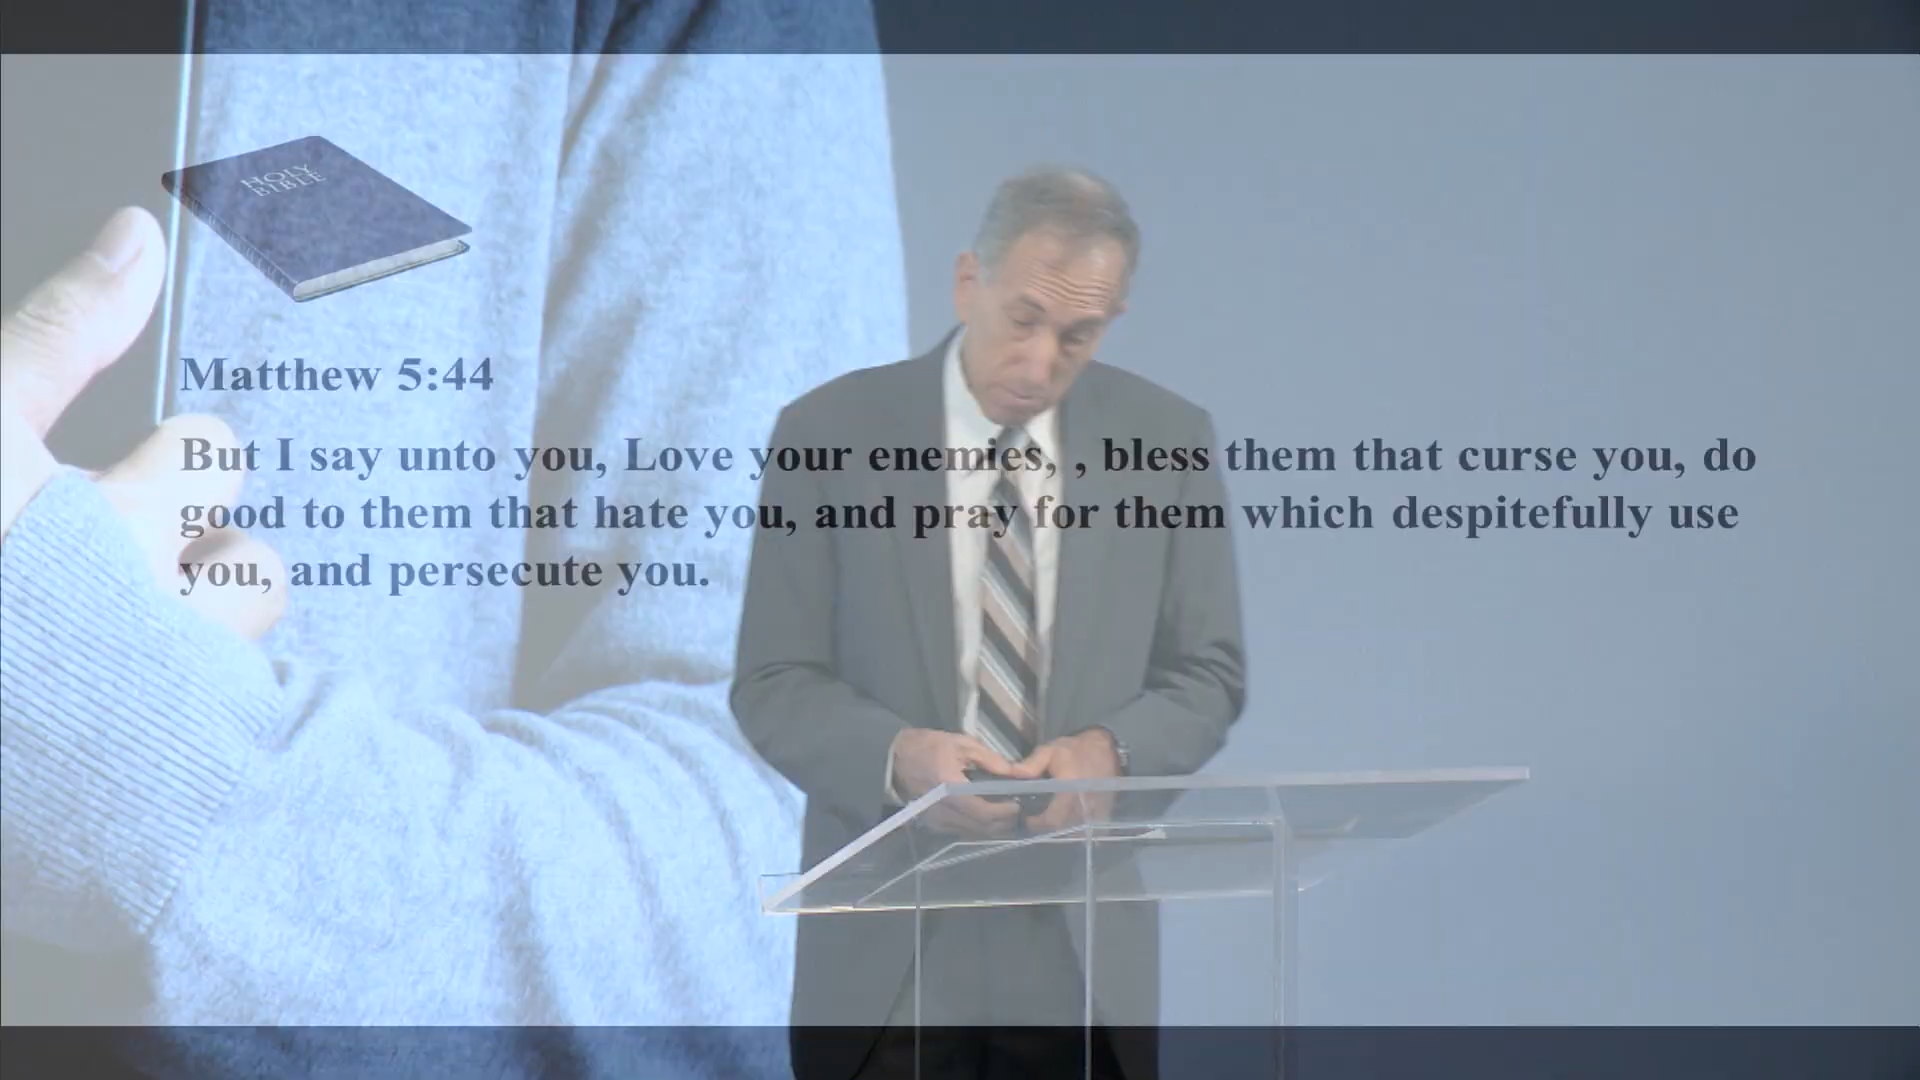 HOLY
BIBLE
Matthew 5:44
But I say unto you, Love your enemies, , bless them that curse you, do
good to them that hate you, and pray for them which despitefully use
you, and persecute you.